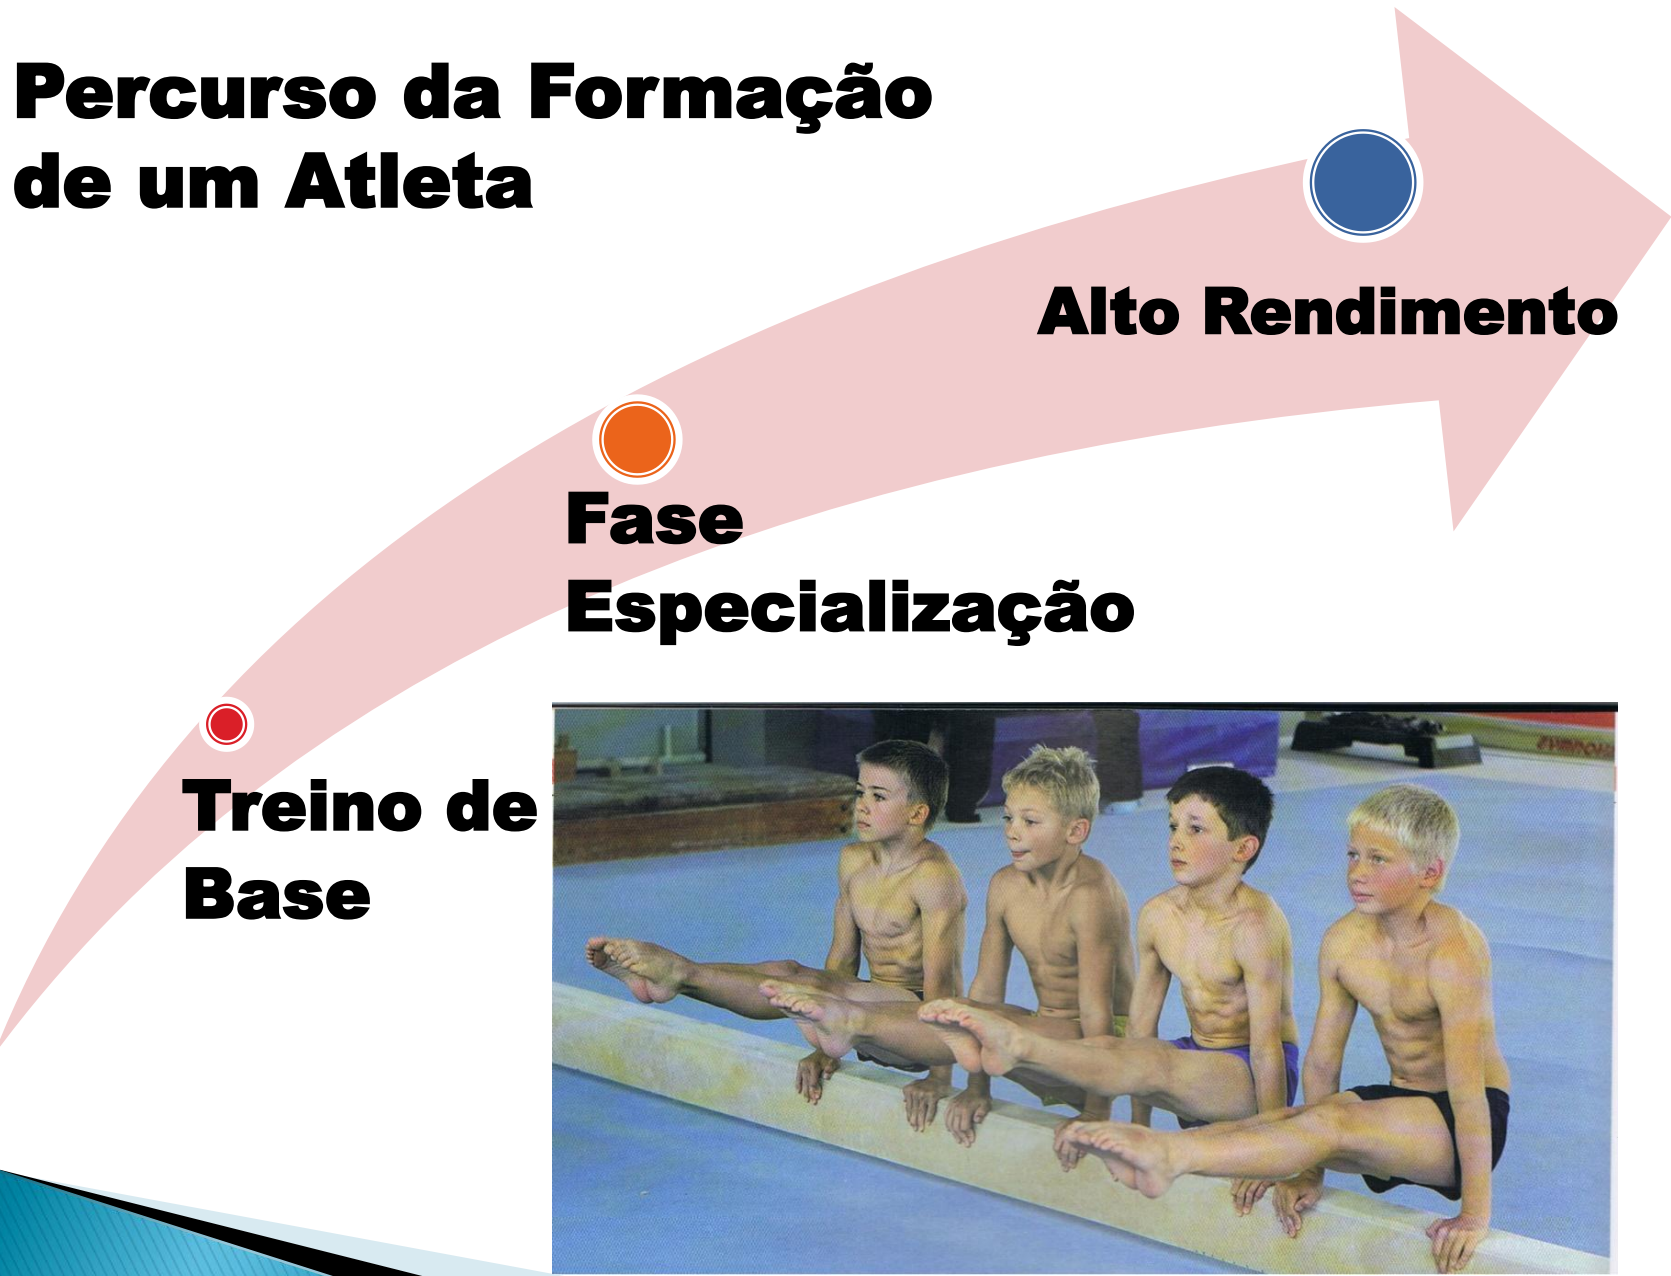 Percurso da Formação
de um Atleta
Alto Rendimento
Fase
Especialização
Treino de
Base